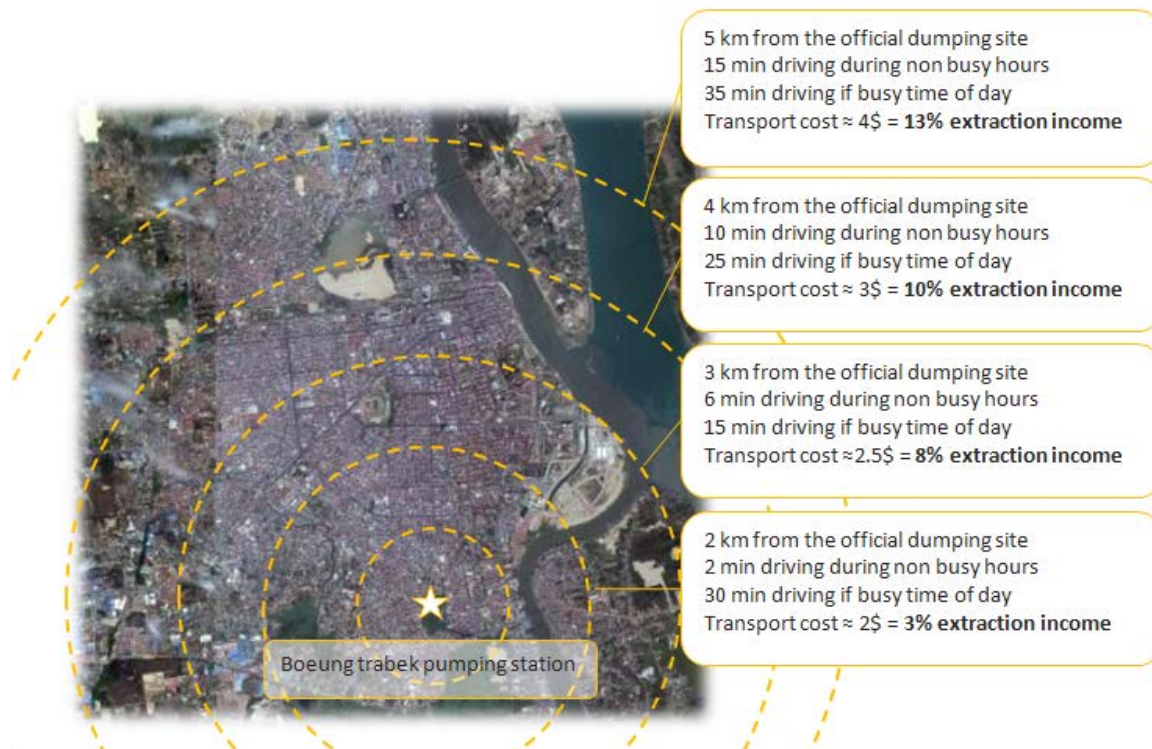 5 km from the official dumping site
15 min driving during non busy hours
35 min driving if busy time of day
Transport cost ≈ 4$ = 13% extraction income
4 km from the official dumping site
10 min driving during non busy hours
25 min driving if busy time of day
Transport cost ≈ 3$ = 10% extraction income
3 km from the official dumping site
6 min driving during non busy hours
15 min driving if busy time of day
Transport cost ≈2.5$ = 8% extraction income
2 km from the official dumping site
2 min driving during non busy hours
30 min driving if busy time of day
Transport cost ≈ 2$ = 3% extraction income
Boeung trabek pumping station